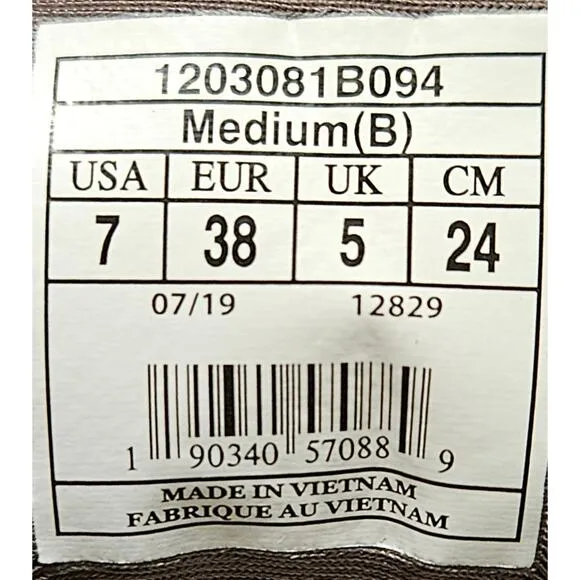 1203081B094
Medium(B)
USA EUR UK CM
7 38 5 24
07/19 12829
1 90340 57088 9
MADE IN VIETNAM
FABRIQUE AU VIETNAM